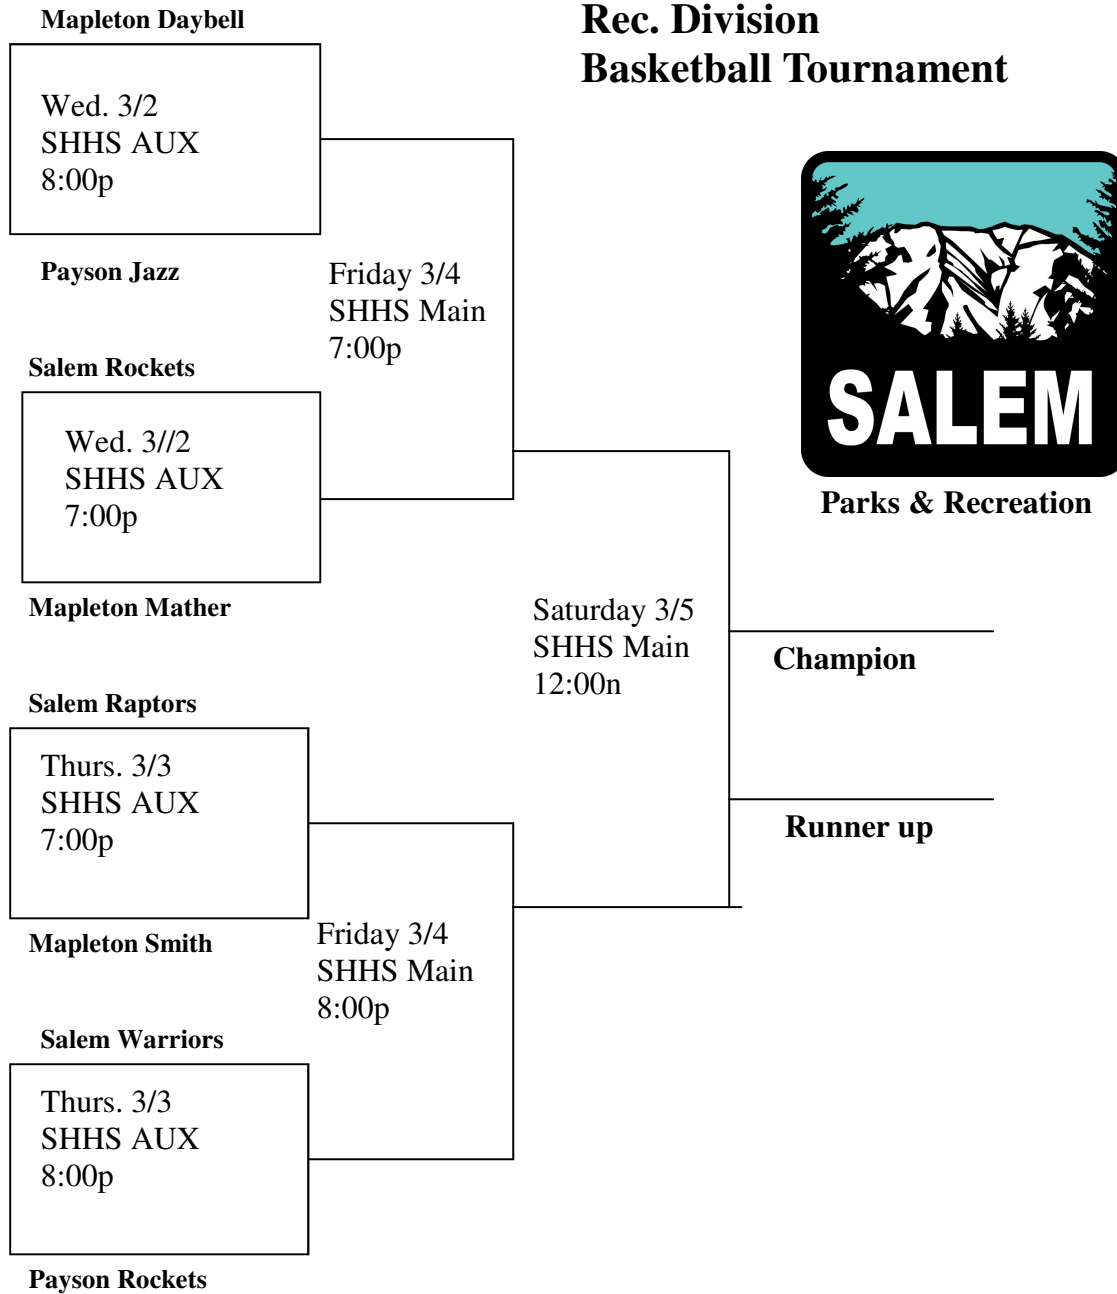 Mapleton Daybell
Rec. Division
Basketball Tournament
Wed. 3/2
SHHS AUX
8:00p
Payson Jazz
Friday 3/4
SHHS Main
7:00p
Salem Rockets
Wed. 3//2
SHHS AUX
7:00p
Mapleton Mather
SALEM
Parks & Recreation
Saturday 3/5
SHHS Main
12:00n
Champion
Runner up
Salem Raptors
Thurs. 3/3
SHHS AUX
7:00p
Mapleton Smith
Friday 3/4
SHHS Main
8:00p
Salem Warriors
Thurs. 3/3
SHHS AUX
8:00p
Payson Rockets